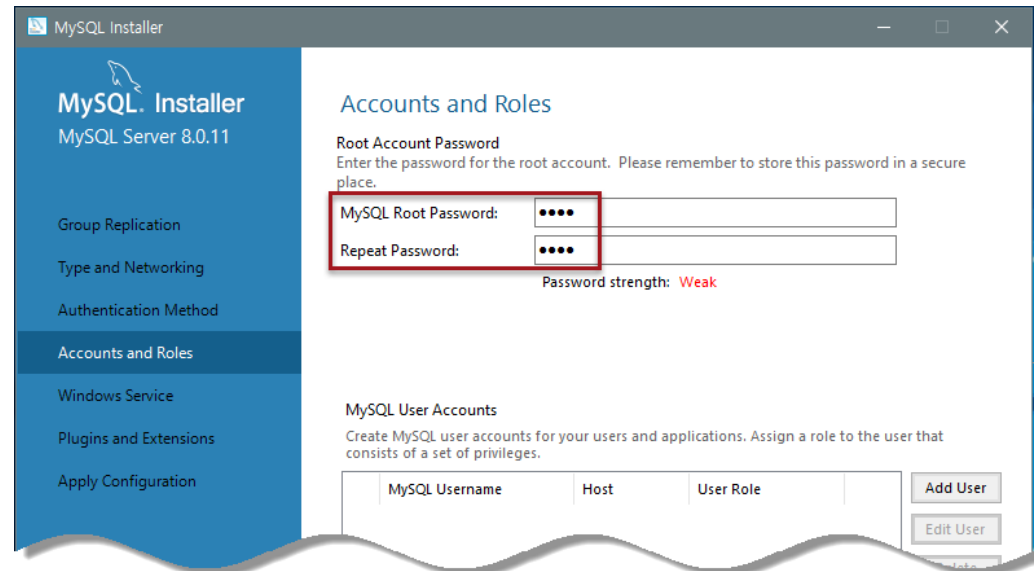 MySQL Installer
MySQL. Installer
MySQL Server 8.0.11
Group Replication
Type and Networking
Authentication Method
Accounts and Roles
Windows Service
Plugins and Extensions
Apply Configuration
Accounts and Roles
Root Account Password
Enter the password for the root account. Please remember to store this password in a secure
place.
MySQL Root Password: ●●●●
Repeat Password: ●●●●
Password strength: Weak
MySQL User Accounts
Create MySQL user accounts for your users and applications. Assign a role to the user that
consists of a set of privileges.
MySQL Username Host User Role
Add User
Edit User